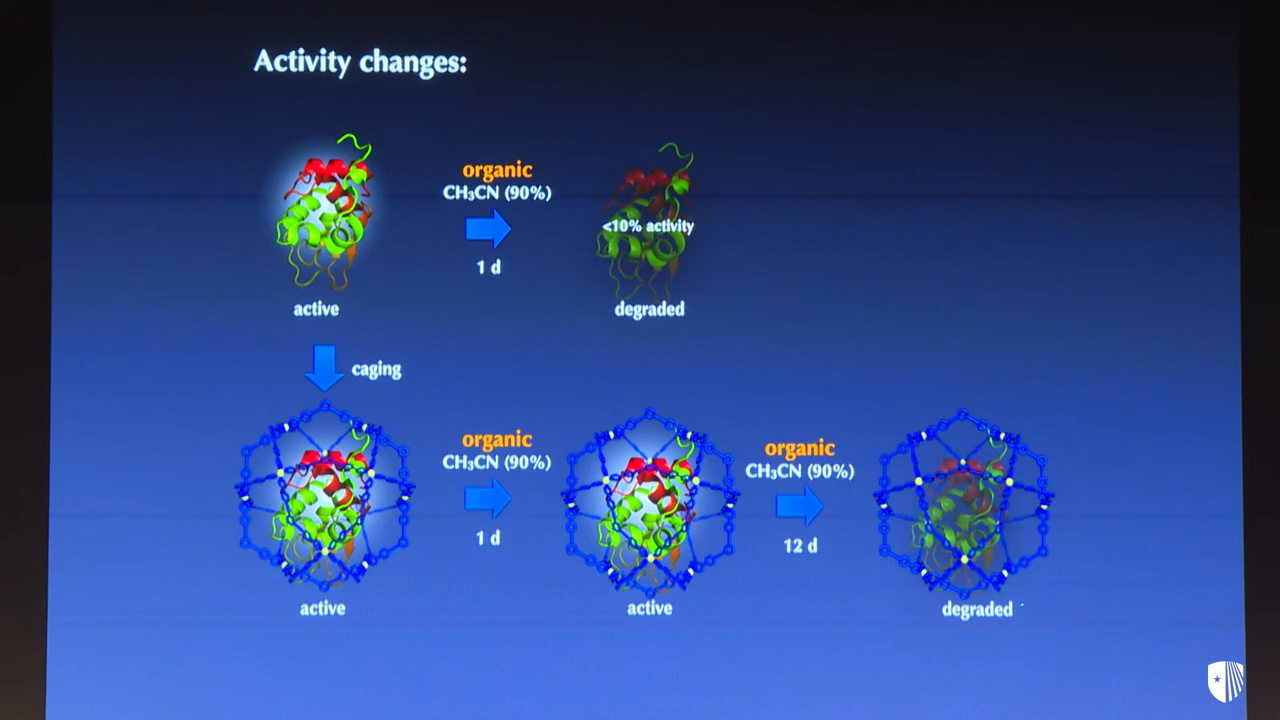 Activity changes:
organic
CH₃CN (90%)
1 d
<10% activity
active
degraded
caging
organic
CH₃CN (90%)
1 d
organic
CH₃CN (90%)
12 d
active
active
degraded